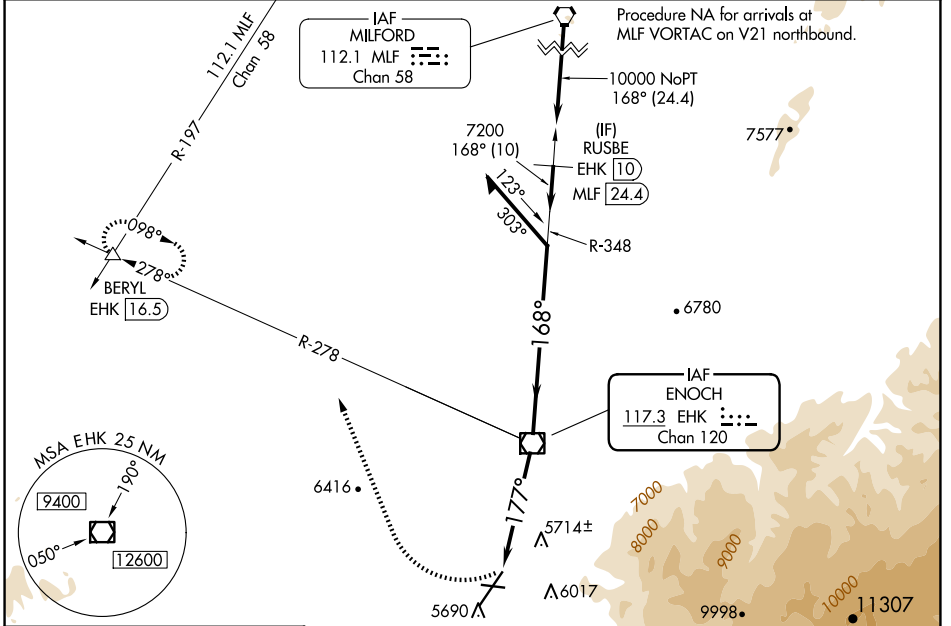 IAF
MILFORD
112.1 MLF
Chan 58
Procedure NA for arrivals at
MLF VORTAC on V21 northbound.
112.1 MLF
Chan 58
R-197
10000 NoPT
168° (24.4)
7577
7200
168° (10)
(IF)
RUSBE
EHK 10
MLF 24.4
123°
303°
R-348
098°
278°
BERYL
EHK 16.5
6780
168°
R-278
IAF
ENOCH
117.3 EHK
Chan 120
MSA EHK 25 NM
190°
9400
050°
12600
6416
177°
5714±
7000
8000
9000
10000
6017
5690
9998
11307